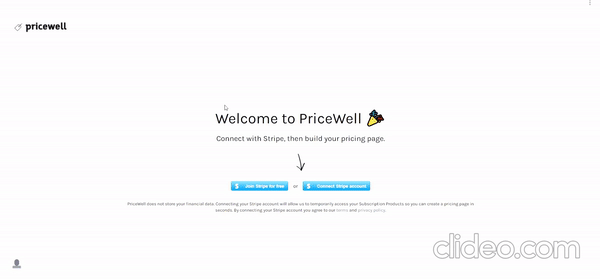 pricewell
Welcome to PriceWell
Connect with Stripe, then build your pricing page.
Join Stripe for free or Connect Stripe account
PriceWell does not store your financial data. Connecting your Stripe account will allow us to temporarily access your Subscription Products so you can create a pricing page in
seconds. By connecting your Stripe account you agree to our terms and privacy policy.
clideo.com